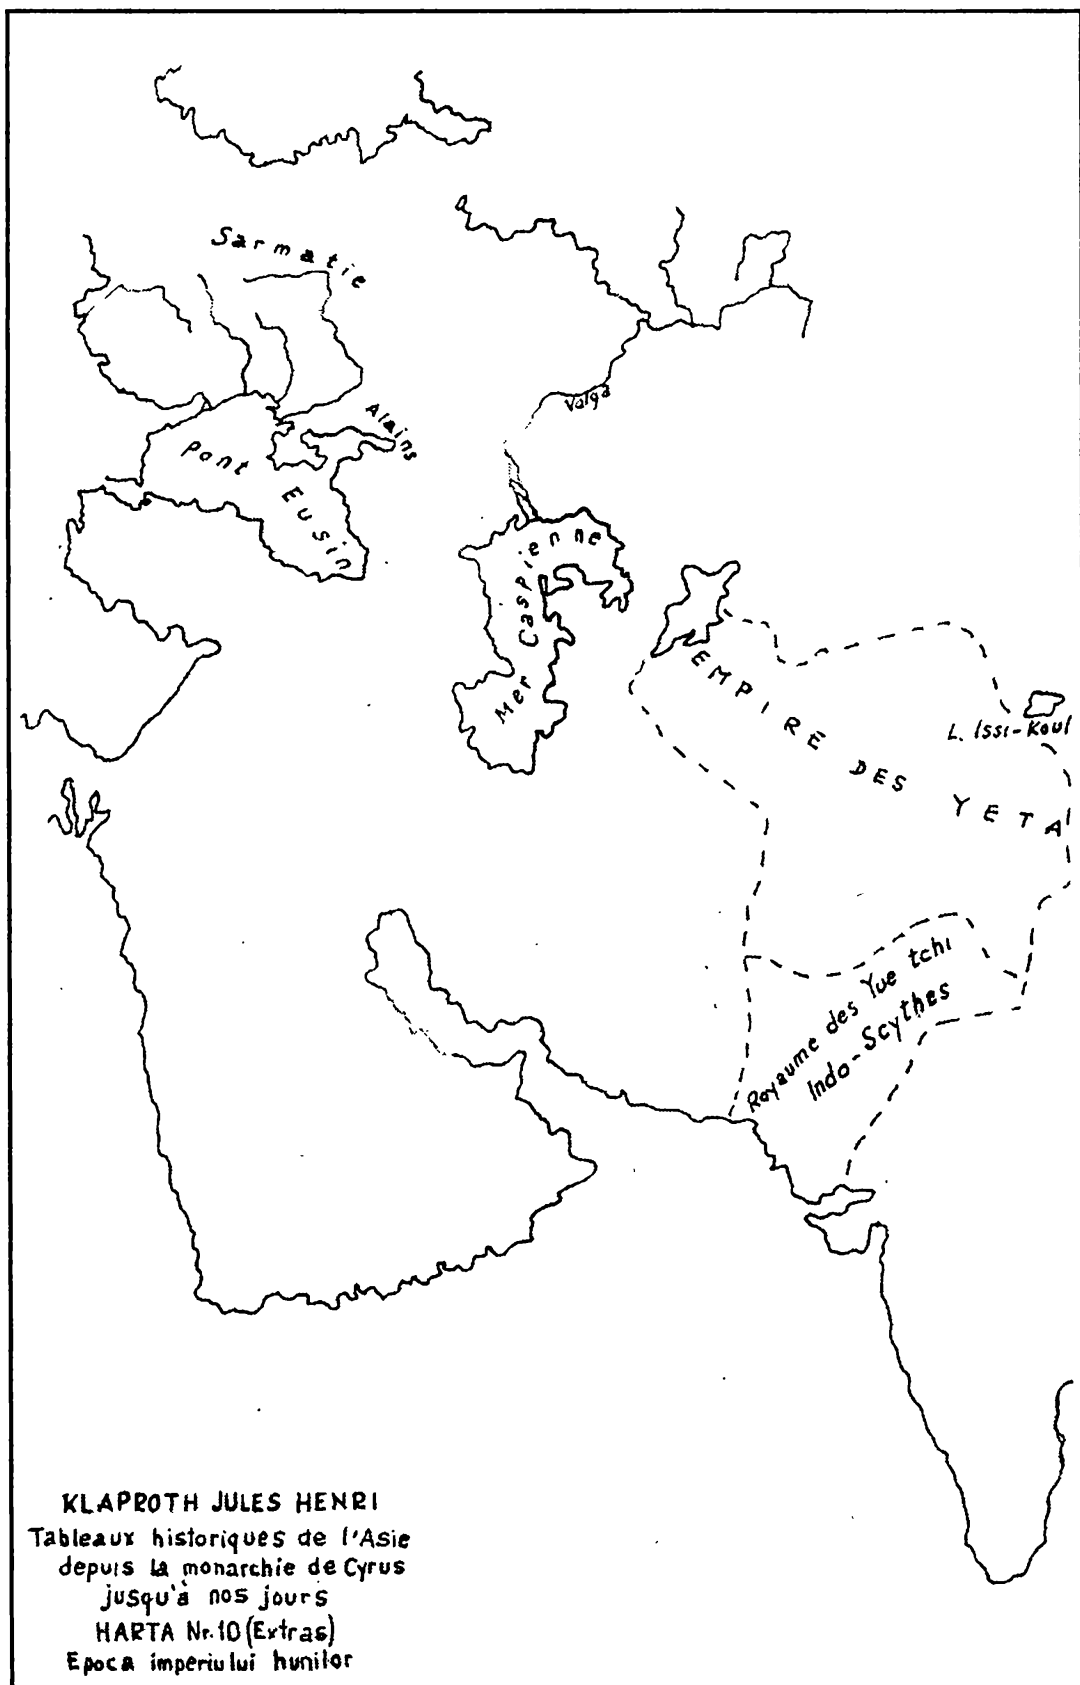 Sarmatie
Alains
Volga
Pont
Eusin
Mer Caspienne
EMPIRE DES YETA
L. Issi-Koul
Royaume des Yue tchi
Indo-Scythes
KLAPROTH JULES HENRI
Tableaux historiques de l'Asie
depuis la monarchie de Cyrus
jusqu'à nos jours
HARTA Nr.10 (Extras)
Epoca imperiului hunilor